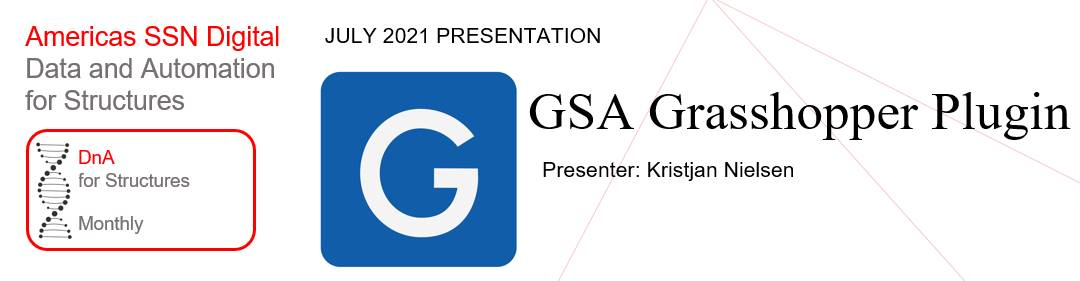 Americas SSN Digital
Data and Automation
for Structures
DnA
for Structures
Monthly
JULY 2021 PRESENTATION
G
GSA Grasshopper Plugin
Presenter: Kristjan Nielsen